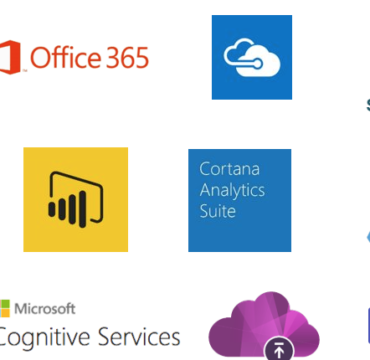 Office 365
Cortana
Analytics
Suite
Microsoft
Cognitive Services